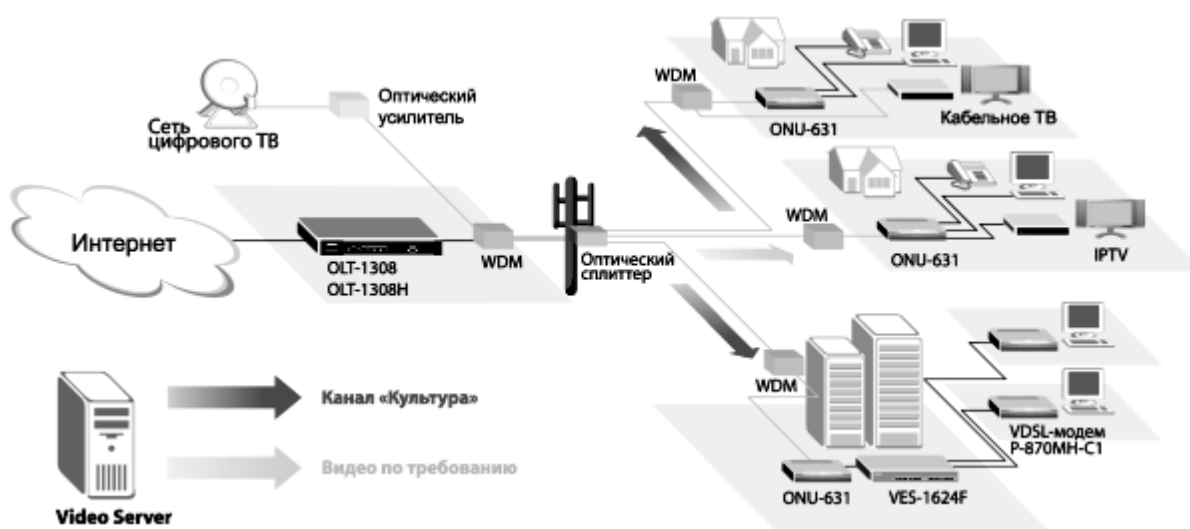 WDM
ONU-631
Кабельное ТВ
Оптический
усилитель
Сеть
цифрового ТВ
Интернет
OLT-1308
OLT-1308H
WDM
Оптический
сплиттер
WDM
ONU-631
IPTV
WDM
VDSL-модем
P-870MH-C1
ONU-631
VES-1624F
Канал «Культура»
Видео по требованию
Video Server